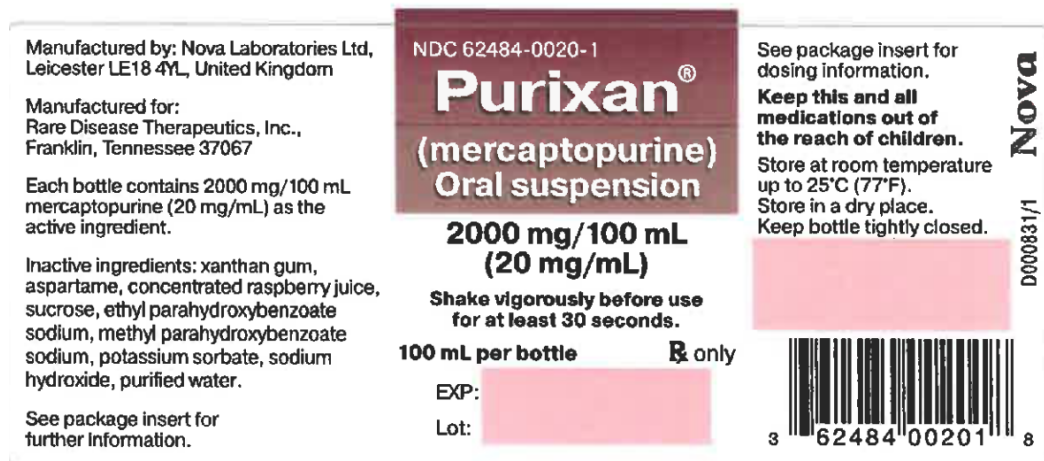 Manufactured by: Nova Laboratories Ltd,
Leicester LE18 4YL, United Kingdom
Manufactured for:
Rare Disease Therapeutics, Inc.,
Franklin, Tennessee 37067
Each bottle contains 2000 mg/100 mL
mercaptopurine (20 mg/mL) as the
active ingredient.
Inactive ingredients: xanthan gum,
aspartame, concentrated raspberry juice,
sucrose, ethyl parahydroxybenzoate
sodium, methyl parahydroxybenzoate
sodium, potassium sorbate, sodium
hydroxide, purified water.
See package insert for
further information.
NDC 62484-0020-1
Purixan®
(mercaptopurine)
Oral suspension
2000 mg/100 mL
(20 mg/mL)
Shake vigorously before use
for at least 30 seconds.
100 mL per bottle ℞ only
EXP:
Lot:
See package insert for
dosing information.
Keep this and all
medications out of
the reach of children.
Store at room temperature
up to 25°C (77°F).
Store in a dry place.
Keep bottle tightly closed.
3 62484 00201 8
Nova
D000831/1